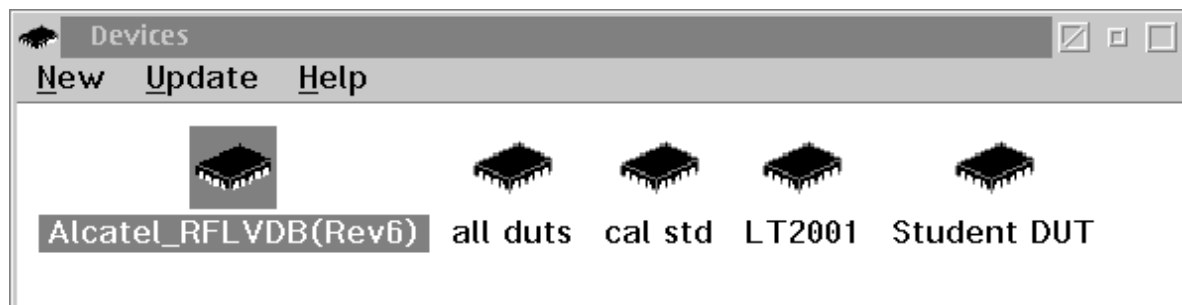 Devices
New Update Help
Alcatel_RFLVDB(Rev6) all duts cal std LT2001 Student DUT